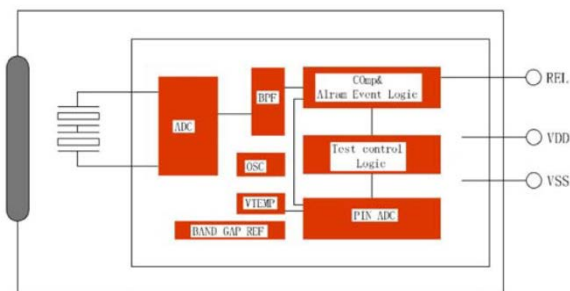 COmp&
Alram Event Logic
REL
BPF
ADC
VDD
Test control
Logic
OSC
VSS
VTEMP
PIN ADC
BAND GAP REF